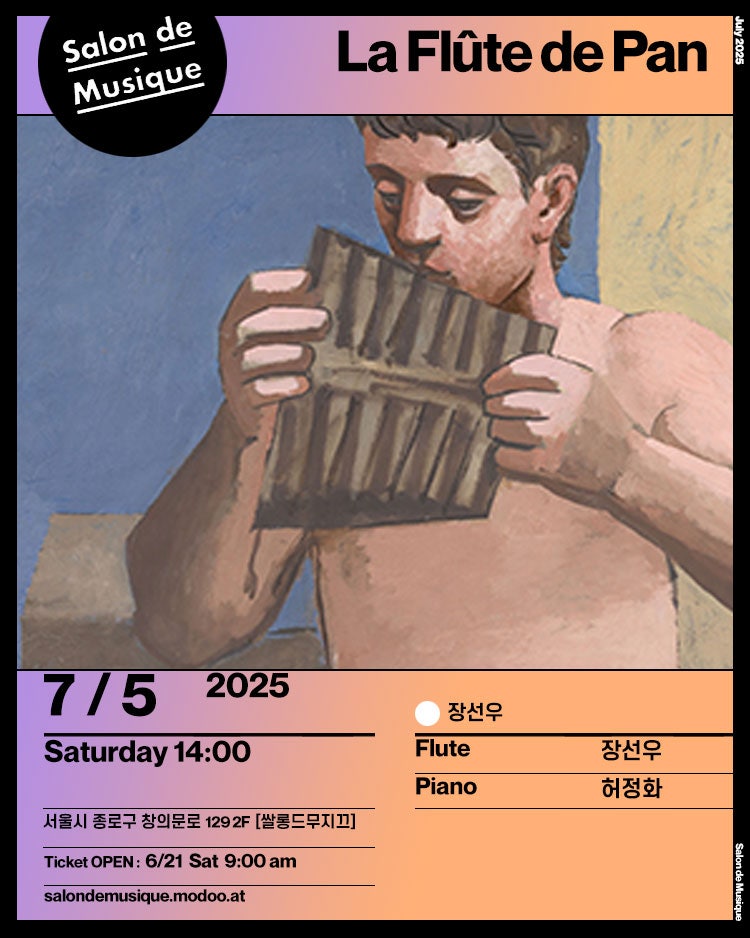 Salon de
Musique
La Flûte de Pan
July 2025
7 / 5 2025
Saturday 14:00
서울시 종로구 창의문로 129 2F [쌀롱드무지끄]
Ticket OPEN : 6/21 Sat 9:00 am
salondemusique.modoo.at
장선우
Flute 장선우
Piano 허정화
Salon de Musique